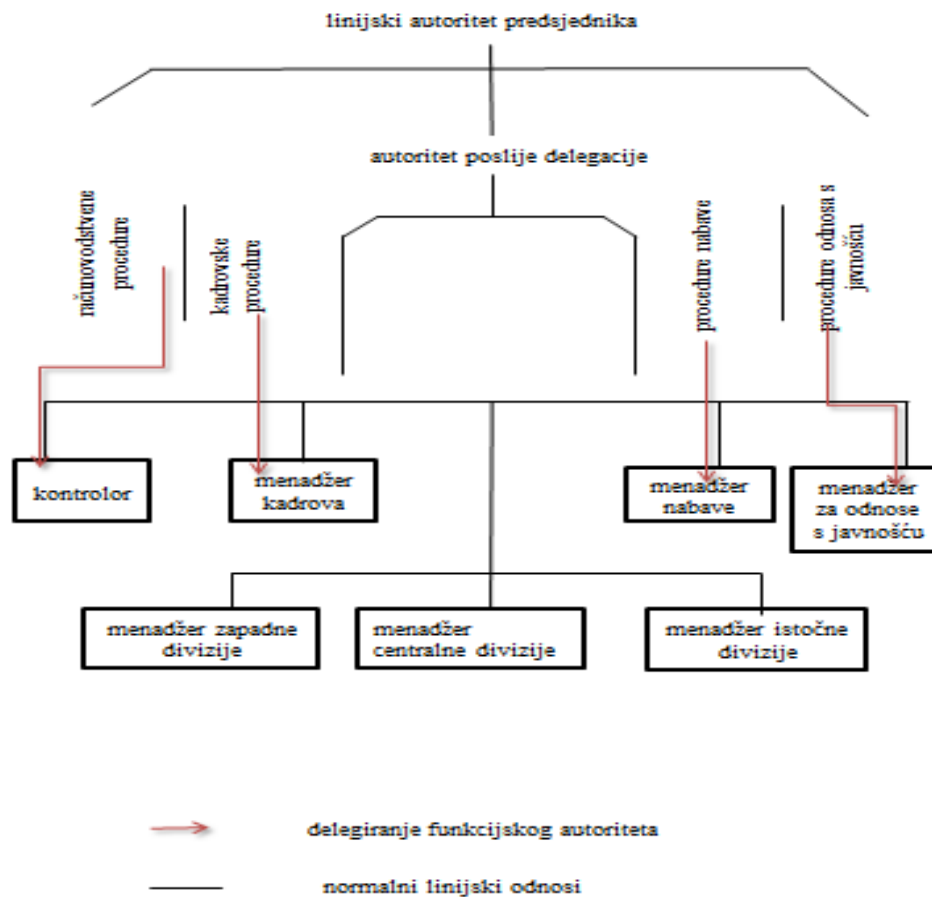 linijski autoritet predsjednika
autoritet poslije delegacije
računovodstvene
procedure
kadrovske
procedure
procedure nabave
procedure odnosa s
javnošću
kontrolor
menadžer
kadrova
menadžer
nabave
menadžer
za odnose
s javnošću
menadžer zapadne
divizije
menadžer
centralne divizije
menadžer istočne
divizije
delegiranje funkcijskog autoriteta
normalni linijski odnosi